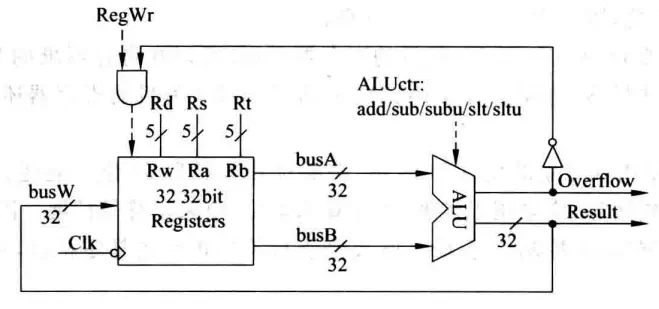 RegWr
ALUctr:
add/sub/subu/slt/sltu
Rd Rs Rt
5 5 5
Rw Ra Rb
32 32bit
Registers
busW
32
Clk
busA
32
busB
32
ALU
Overflow
Result
32